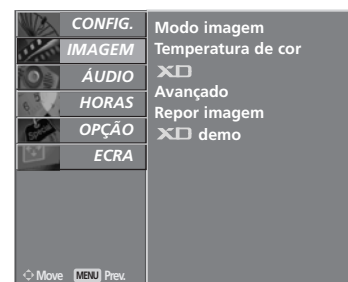 CONFIG.
IMAGEM
ÁUDIO
HORAS
OPÇÃO
ECRA
Modo imagem
Temperatura de cor
XD
Avançado
Repor imagem
XD demo
Move MENU Prev.